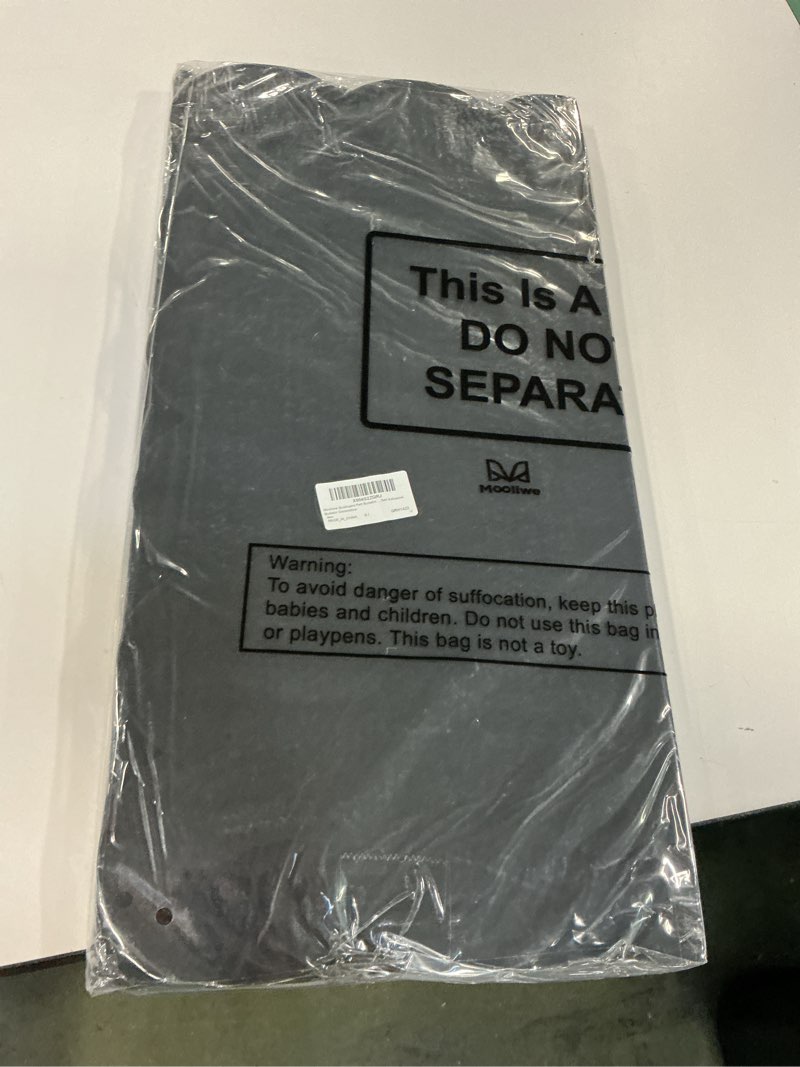 This Is A
DO NO
SEPARA
Mooliwe
Warning:
To avoid danger of suffocation, keep this p
babies and children. Do not use this bag in
or playpens. This bag is not a toy.